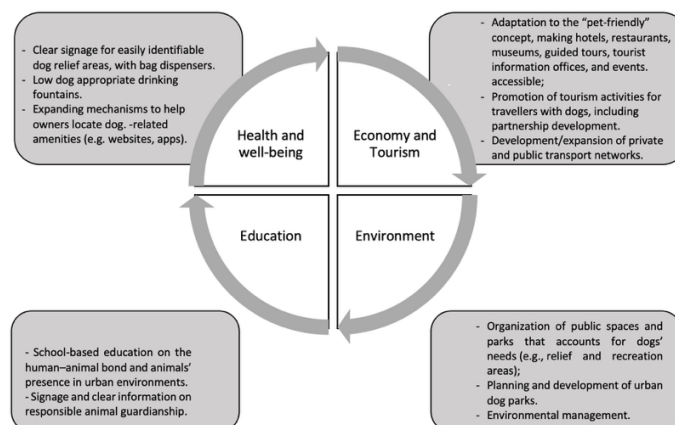 - Clear signage for easily identifiable
dog relief areas, with bag dispensers.
- Low dog appropriate drinking
fountains.
- Expanding mechanisms to help
owners locate dog. -related
amenities (e.g. websites, apps).
- Adaptation to the “pet-friendly”
concept, making hotels, restaurants,
museums, guided tours, tourist
information offices, and events.
accessible;
- Promotion of tourism activities for
travellers with dogs, including
partnership development.
- Development/expansion of private
and public transport networks.
Health and
well-being
Economy and
Tourism
Education
Environment
- School-based education on the
human–animal bond and animals’
presence in urban environments.
- Signage and clear information on
responsible animal guardianship.
- Organization of public spaces and
parks that accounts for dogs’
needs (e.g., relief and recreation
areas);
- Planning and development of urban
dog parks.
- Environmental management.